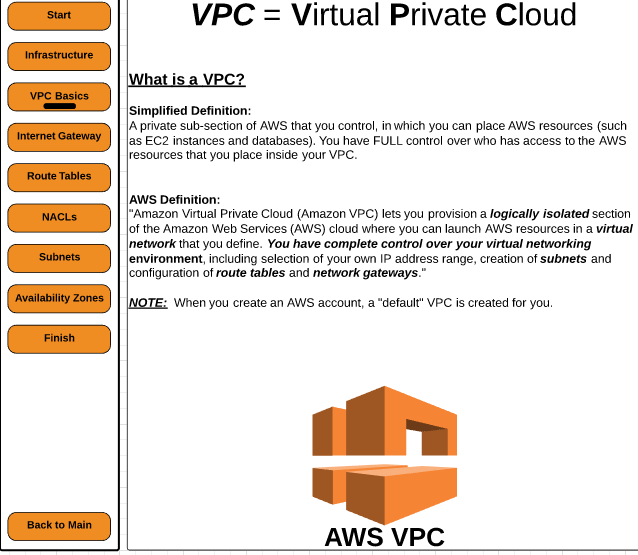 Start
Infrastructure
VPC Basics
Internet Gateway
Route Tables
NACLs
Subnets
Availability Zones
Finish
Back to Main
VPC = Virtual Private Cloud
What is a VPC?
Simplified Definition:
A private sub-section of AWS that you control, in which you can place AWS resources (such
as EC2 instances and databases). You have FULL control over who has access to the AWS
resources that you place inside your VPC.
AWS Definition:
"Amazon Virtual Private Cloud (Amazon VPC) lets you provision a logically isolated section
of the Amazon Web Services (AWS) cloud where you can launch AWS resources in a virtual
network that you define. You have complete control over your virtual networking
environment, including selection of your own IP address range, creation of subnets and
configuration of route tables and network gateways."
NOTE: When you create an AWS account, a "default" VPC is created for you.
AWS VPC